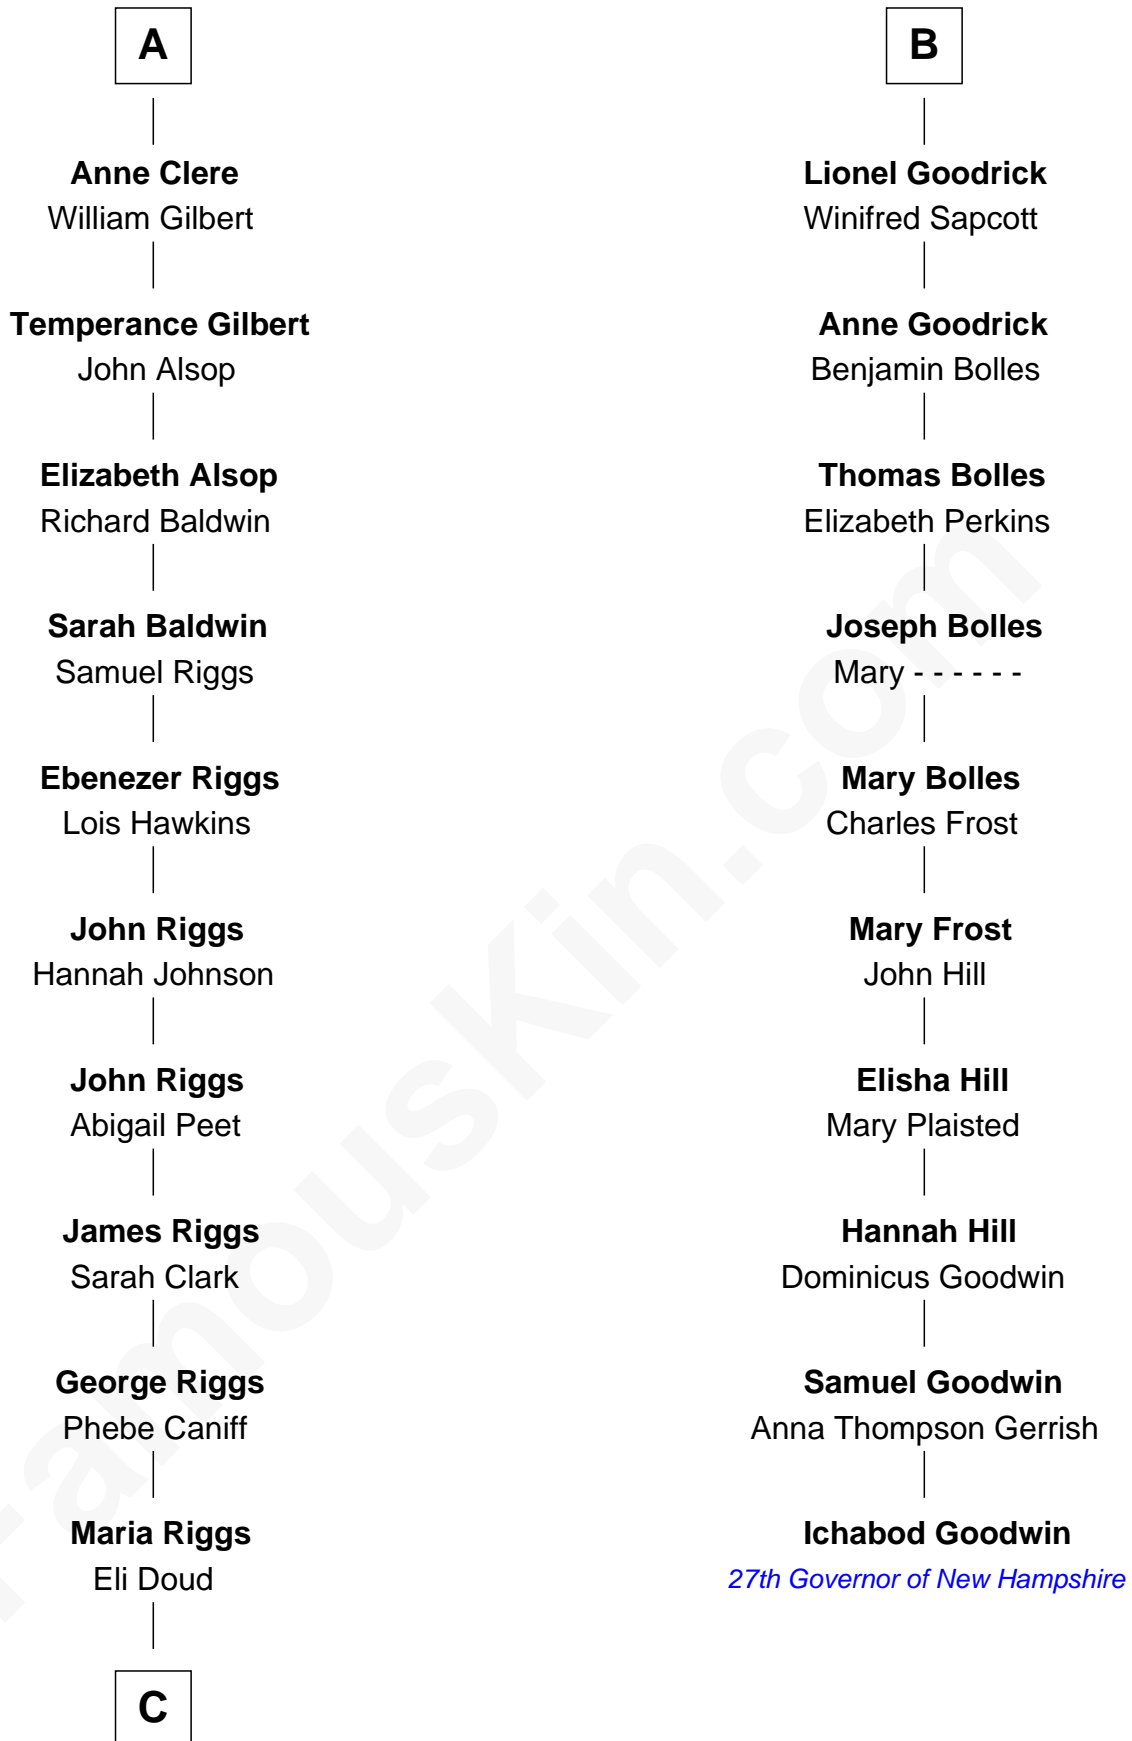 A
Anne Clere
William Gilbert
Temperance Gilbert
John Alsop
Elizabeth Alsop
Richard Baldwin
Sarah Baldwin
Samuel Riggs
Ebenezer Riggs
Lois Hawkins
John Riggs
Hannah Johnson
John Riggs
Abigail Peet
James Riggs
Sarah Clark
George Riggs
Phebe Caniff
Maria Riggs
Eli Doud
C
B
Lionel Goodrick
Winifred Sapcott
Anne Goodrick
Benjamin Bolles
Thomas Bolles
Elizabeth Perkins
Joseph Bolles
Mary - - - - - -
Mary Bolles
Charles Frost
Mary Frost
John Hill
Elisha Hill
Mary Plaisted
Hannah Hill
Dominicus Goodwin
Samuel Goodwin
Anna Thompson Gerrish
Ichabod Goodwin
27th Governor of New Hampshire
FamousKin.com